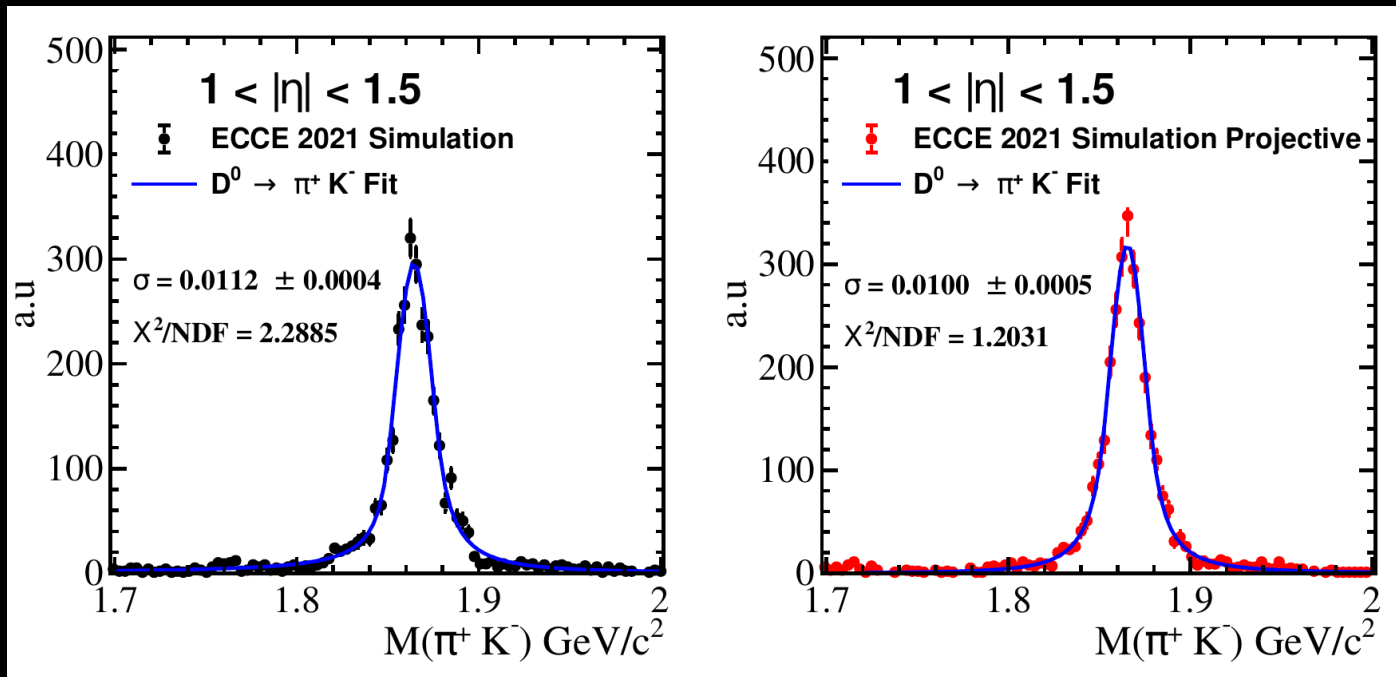 500
400
300
200
100
0
a.u
1 < |η| < 1.5
ECCE 2021 Simulation
D⁰ → π⁺ K⁻ Fit
σ = 0.0112 ± 0.0004
Χ²/NDF = 2.2885
1.7 1.8 1.9 2
M(π⁺ K⁻) GeV/c²
500
400
300
200
100
0
a.u
1 < |η| < 1.5
ECCE 2021 Simulation Projective
D⁰ → π⁺ K⁻ Fit
σ = 0.0100 ± 0.0005
Χ²/NDF = 1.2031
1.7 1.8 1.9 2
M(π⁺ K⁻) GeV/c²